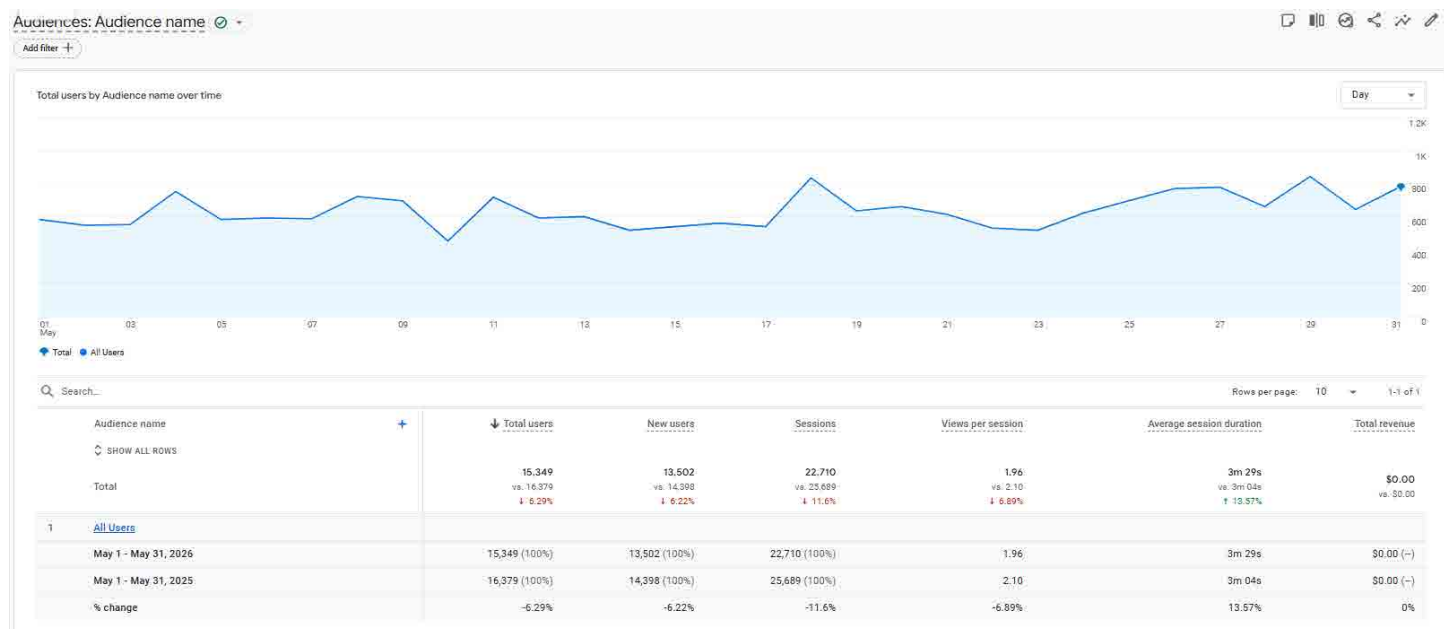 Audiences: Audience name
Add filter +
Total users by Audience name over time
Day
1.2K
1K
800
600
400
200
0
01 03 05 07 09 11 13 15 17 19 21 23 25 27 29 31
May
Total All Users
Search...
Rows per page: 10 1-1 of 1
Audience name + Total users New users Sessions Views per session Average session duration Total revenue
SHOW ALL ROWS
Total
15,349 13,502 22,710 1.96 3m 29s $0.00
vs. 16,379 vs. 14,398 vs. 25,689 vs. 2.10 vs. 3m 04s vs. $0.00
↓ 6.29% ↓ 6.22% ↓ 11.6% ↓ 6.89% ↑ 13.57%
1 All Users
May 1 - May 31, 2026 15,349 (100%) 13,502 (100%) 22,710 (100%) 1.96 3m 29s $0.00 (–)
May 1 - May 31, 2025 16,379 (100%) 14,398 (100%) 25,689 (100%) 2.10 3m 04s $0.00 (–)
% change -6.29% -6.22% -11.6% -6.89% 13.57% 0%